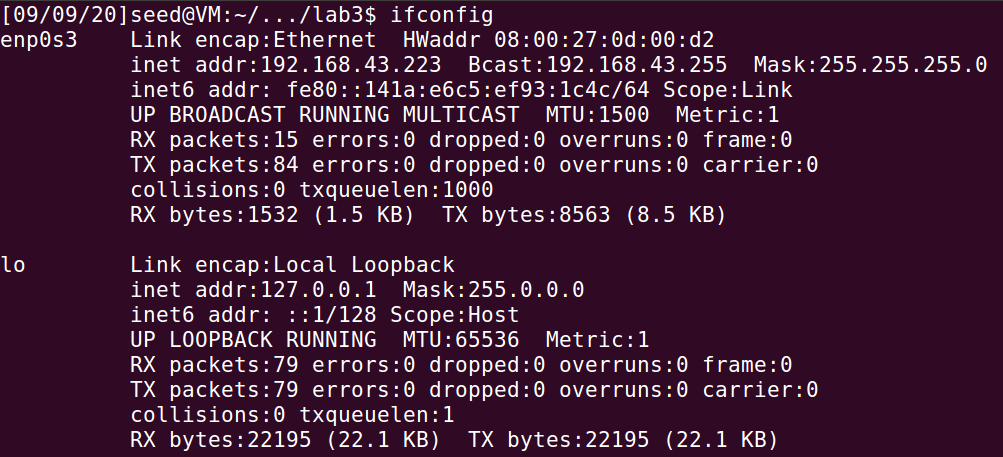 [09/09/20]seed@VM:~/.../lab3$ ifconfig
enp0s3    Link encap:Ethernet  HWaddr 08:00:27:0d:00:d2
          inet addr:192.168.43.223  Bcast:192.168.43.255  Mask:255.255.255.0
          inet6 addr: fe80::141a:e6c5:ef93:1c4c/64 Scope:Link
          UP BROADCAST RUNNING MULTICAST  MTU:1500  Metric:1
          RX packets:15 errors:0 dropped:0 overruns:0 frame:0
          TX packets:84 errors:0 dropped:0 overruns:0 carrier:0
          collisions:0 txqueuelen:1000
          RX bytes:1532 (1.5 KB)  TX bytes:8563 (8.5 KB)

lo        Link encap:Local Loopback
          inet addr:127.0.0.1  Mask:255.0.0.0
          inet6 addr: ::1/128 Scope:Host
          UP LOOPBACK RUNNING  MTU:65536  Metric:1
          RX packets:79 errors:0 dropped:0 overruns:0 frame:0
          TX packets:79 errors:0 dropped:0 overruns:0 carrier:0
          collisions:0 txqueuelen:1
          RX bytes:22195 (22.1 KB)  TX bytes:22195 (22.1 KB)